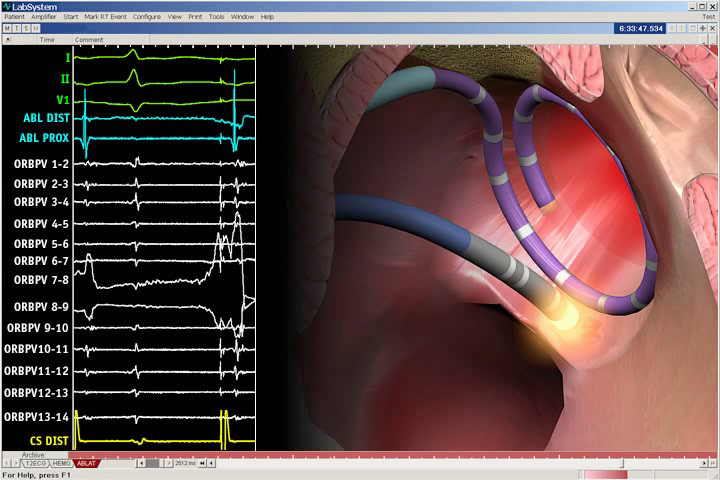 LabSystem
Patient Amplifier Start Mark RT Event Configure View Print Tools Window Help Test
M T S H 6:33:47.534
Time Comment
I
II
V1
ABL DIST
ABL PROX
ORBPV 1-2
ORBPV 2-3
ORBPV 3-4
ORBPV 4-5
ORBPV 5-6
ORBPV 6-7
ORBPV 7-8
ORBPV 8-9
ORBPV 9-10
ORBPV10-11
ORBPV11-12
ORBPV12-13
ORBPV13-14
CS DIST
Archive:
12ECG HEMO ABLAT 2612 ms
For Help, press F1